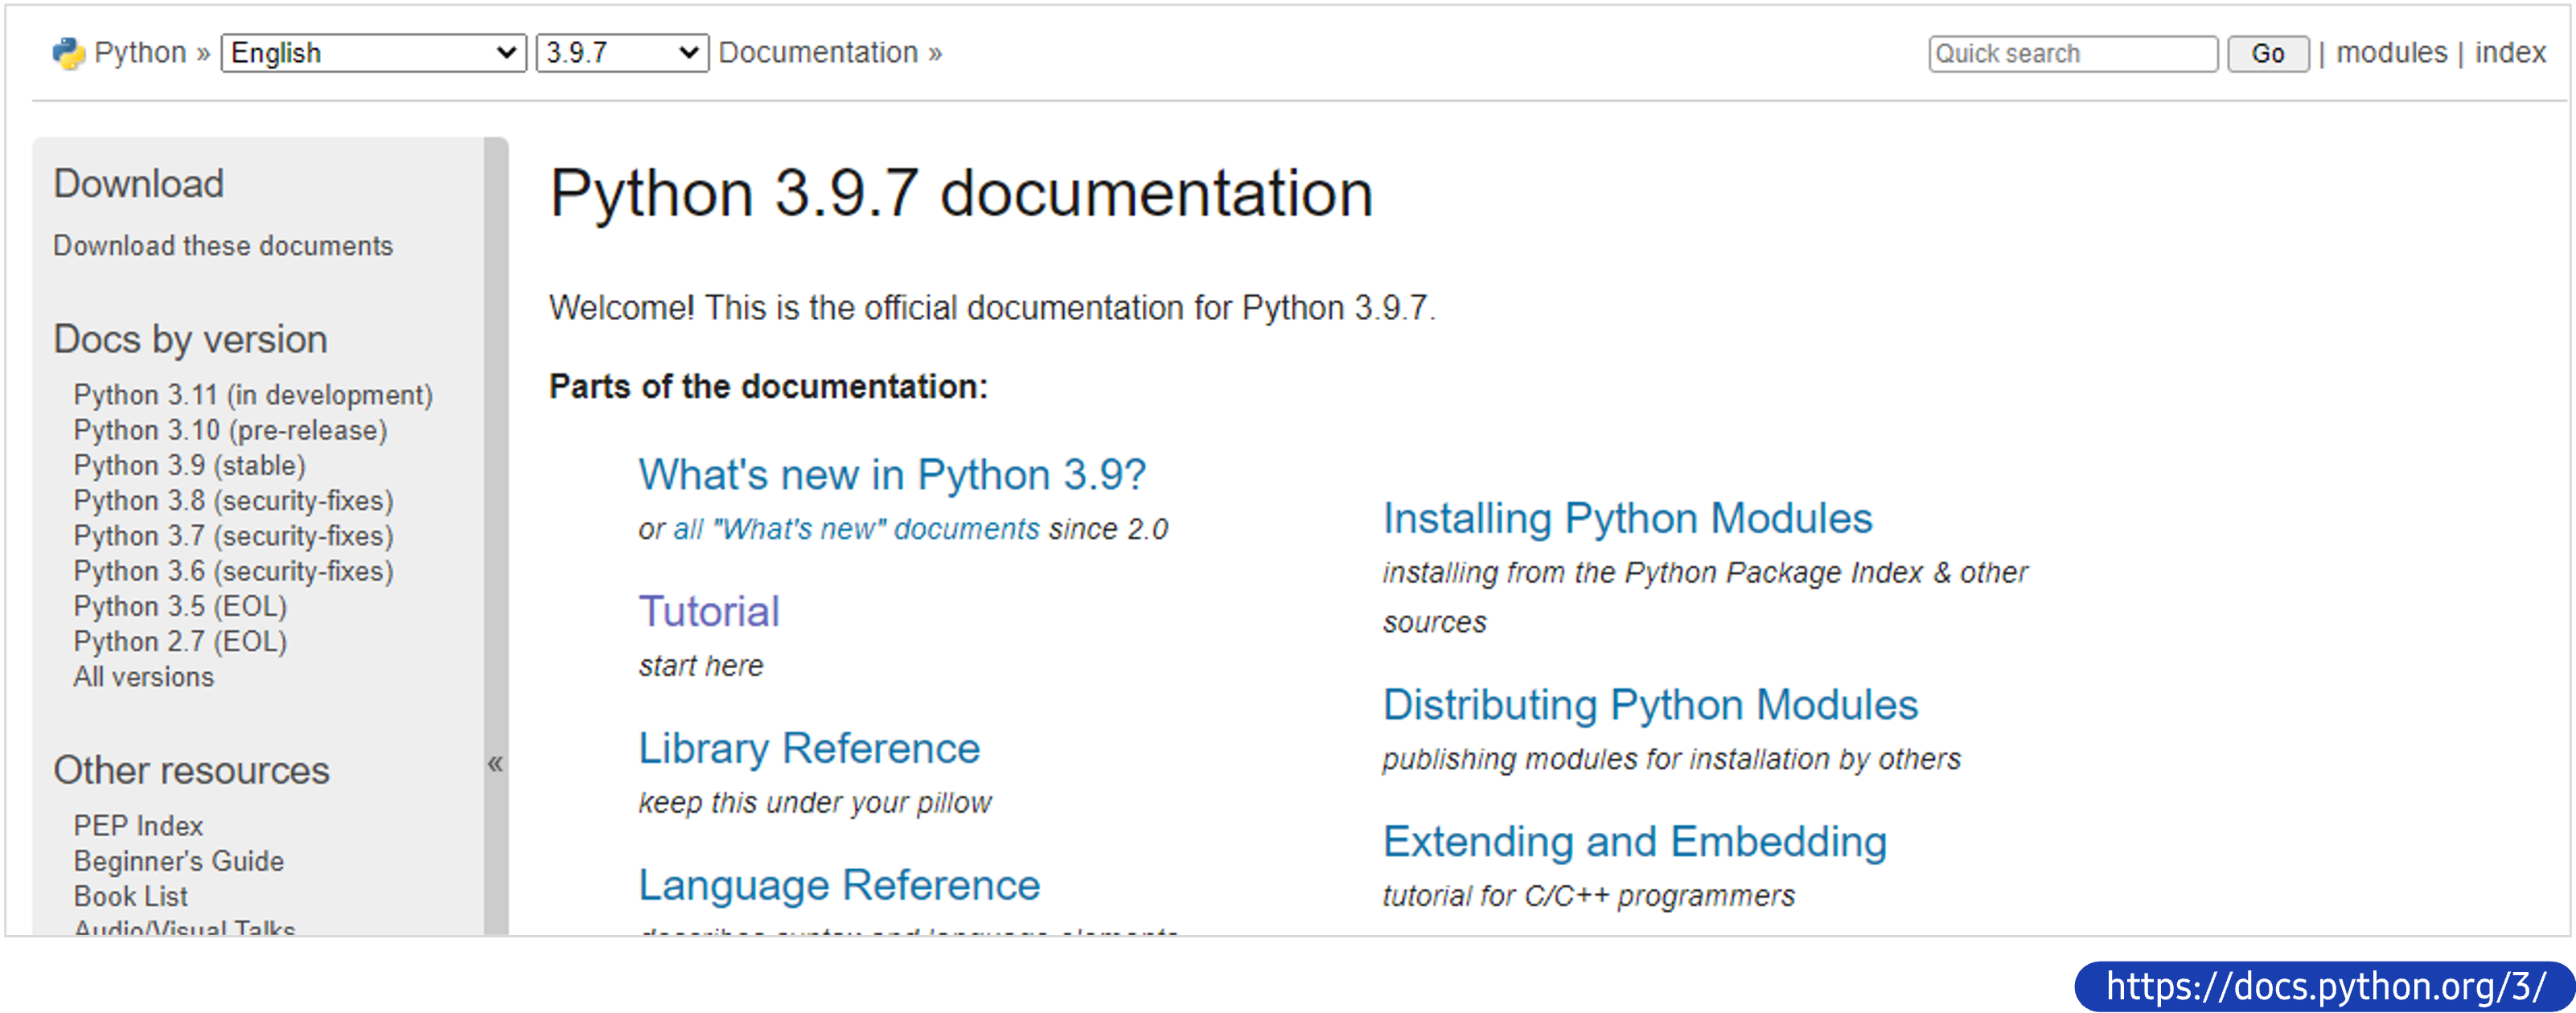 Python » English 3.9.7 Documentation » Quick search Go | modules | index
Download
Download these documents
Docs by version
Python 3.11 (in development)
Python 3.10 (pre-release)
Python 3.9 (stable)
Python 3.8 (security-fixes)
Python 3.7 (security-fixes)
Python 3.6 (security-fixes)
Python 3.5 (EOL)
Python 2.7 (EOL)
All versions
Other resources
PEP Index
Beginner's Guide
Book List
Audio/Visual Talks
«
Python 3.9.7 documentation
Welcome! This is the official documentation for Python 3.9.7.
Parts of the documentation:
What's new in Python 3.9?
or all "What's new" documents since 2.0
Tutorial
start here
Library Reference
keep this under your pillow
Language Reference
describes syntax and language elements
Installing Python Modules
installing from the Python Package Index & other
sources
Distributing Python Modules
publishing modules for installation by others
Extending and Embedding
tutorial for C/C++ programmers
https://docs.python.org/3/